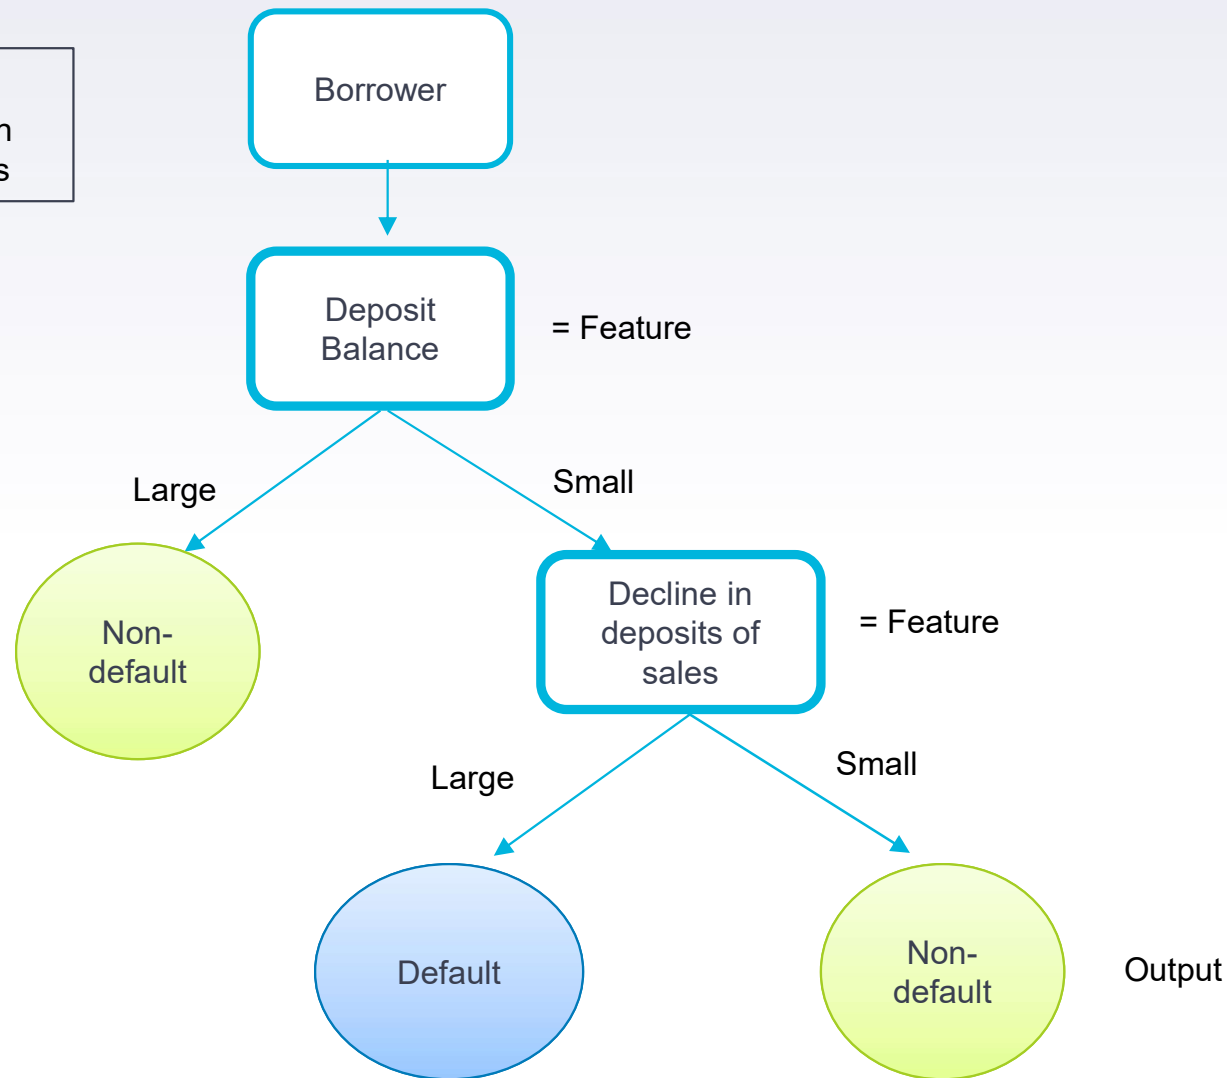 Borrower
Deposit
Balance
= Feature
Large
Small
Non-
default
Decline in
deposits of
sales
= Feature
Large
Small
Default
Non-
default
Output